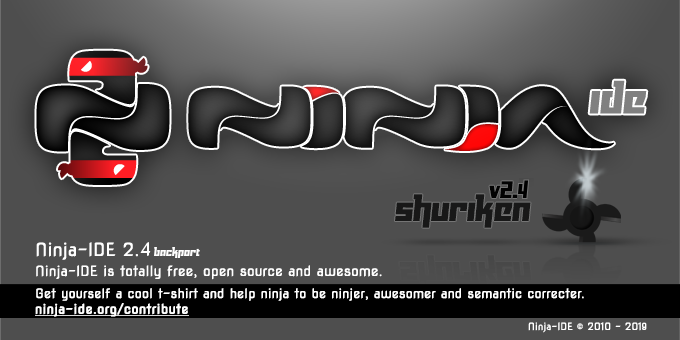 NINJA
ide
v2.4
shuriken
Ninja-IDE 2.4 backport
Ninja-IDE is totally free, open source and awesome.
Get yourself a cool t-shirt and help ninja to be ninjer, awesomer and semantic correcter.
ninja-ide.org/contribute
Ninja-IDE © 2010 - 2019